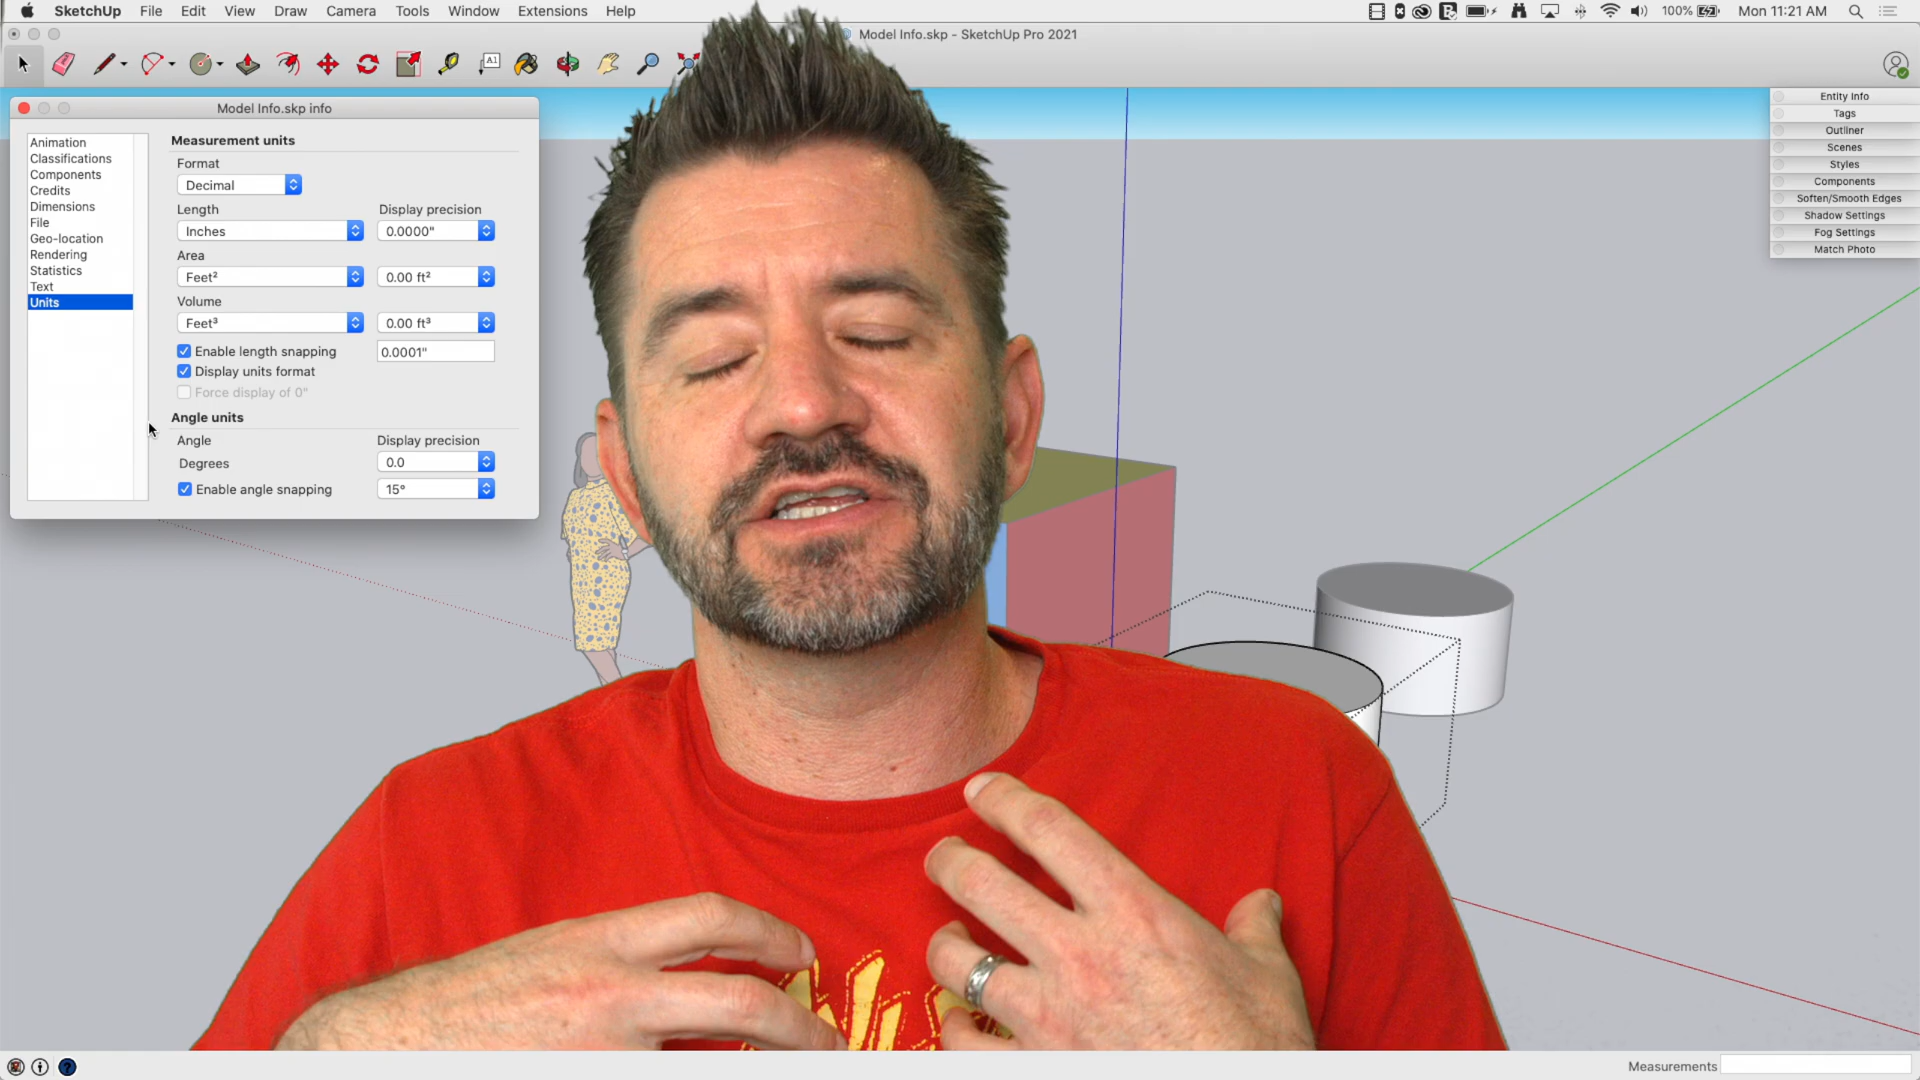 SketchUp File Edit View Draw Camera Tools Window Extensions Help 100% Mon 11:21 AM
Model Info.skp - SketchUp Pro 2021
A1
Model Info.skp info
Animation
Classifications
Components
Credits
Dimensions
File
Geo-location
Rendering
Statistics
Text
Units
Measurement units
Format
Decimal
Length Display precision
Inches 0.0000"
Area
Feet² 0.00 ft²
Volume
Feet³ 0.00 ft³
Enable length snapping 0.0001"
Display units format
Force display of 0"
Angle units
Angle Display precision
Degrees 0.0
Enable angle snapping 15°
Entity Info
Tags
Outliner
Scenes
Styles
Components
Soften/Smooth Edges
Shadow Settings
Fog Settings
Match Photo
Measurements